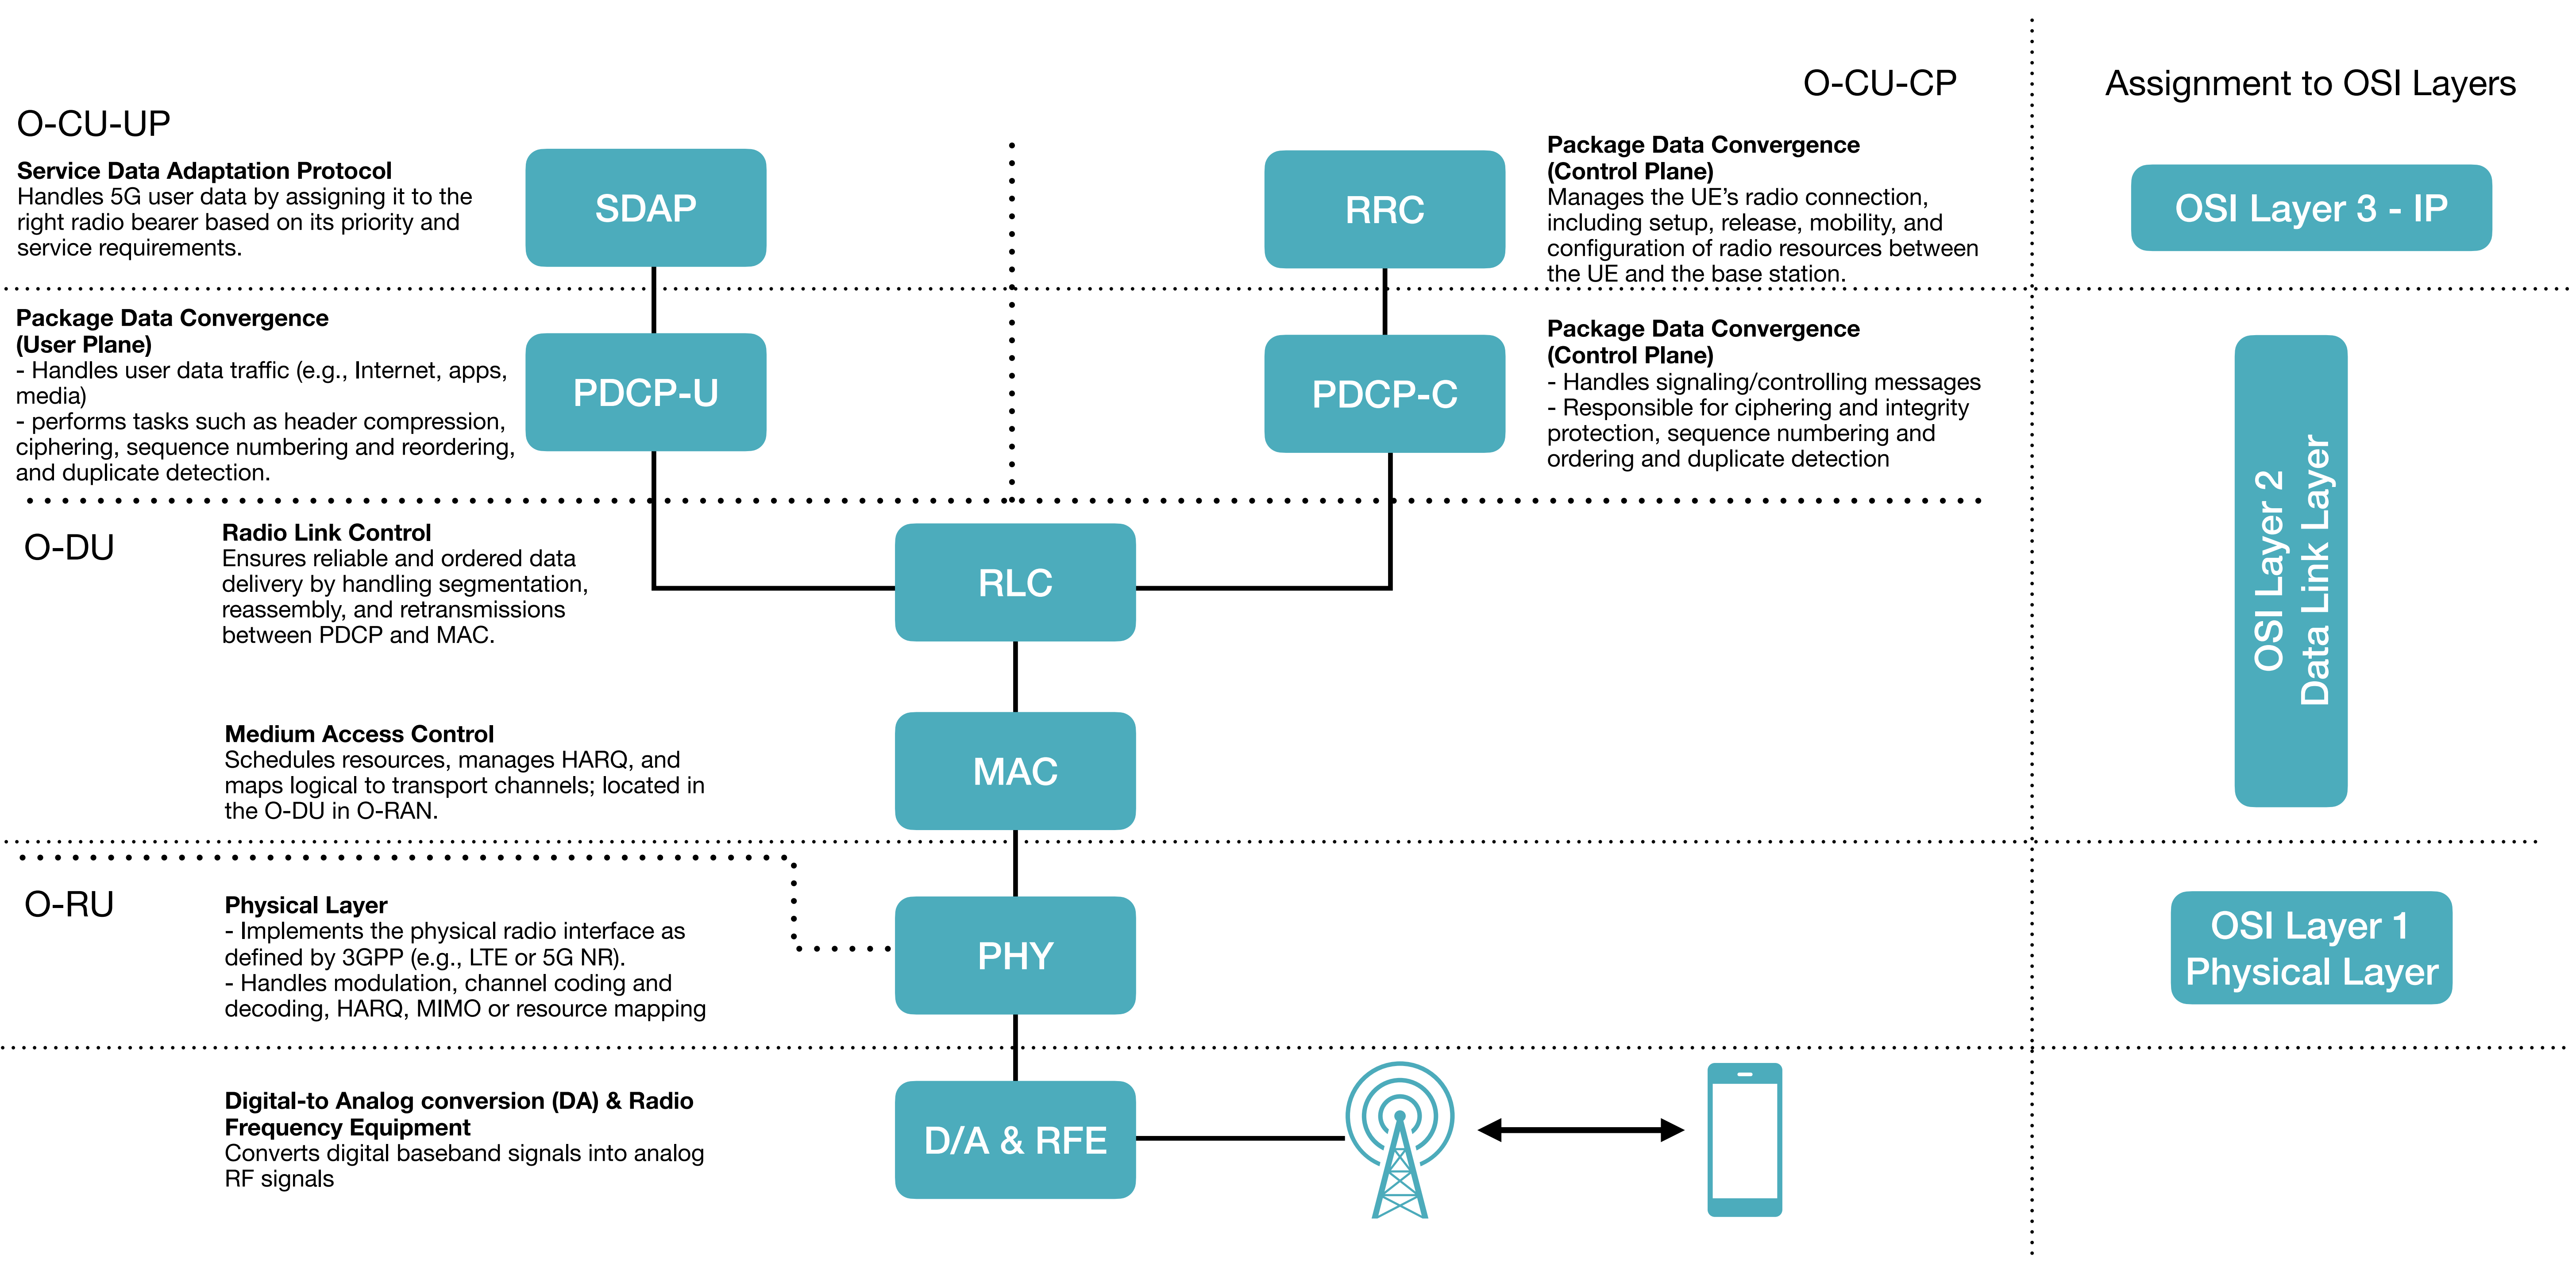 O-CU-UP
Service Data Adaptation Protocol
Handles 5G user data by assigning it to the
right radio bearer based on its priority and
service requirements.
SDAP
O-CU-CP
RRC
Package Data Convergence
(Control Plane)
Manages the UE’s radio connection,
including setup, release, mobility, and
configuration of radio resources between
the UE and the base station.
Assignment to OSI Layers
OSI Layer 3 - IP
Package Data Convergence
(User Plane)
- Handles user data traffic (e.g., Internet, apps,
media)
- performs tasks such as header compression,
ciphering, sequence numbering and reordering,
and duplicate detection.
PDCP-U
PDCP-C
Package Data Convergence
(Control Plane)
- Handles signaling/controlling messages
- Responsible for ciphering and integrity
protection, sequence numbering and
ordering and duplicate detection
OSI Layer 2
Data Link Layer
O-DU
Radio Link Control
Ensures reliable and ordered data
delivery by handling segmentation,
reassembly, and retransmissions
between PDCP and MAC.
RLC
Medium Access Control
Schedules resources, manages HARQ, and
maps logical to transport channels; located in
the O-DU in O-RAN.
MAC
O-RU
Physical Layer
- Implements the physical radio interface as
defined by 3GPP (e.g., LTE or 5G NR).
- Handles modulation, channel coding and
decoding, HARQ, MIMO or resource mapping
PHY
OSI Layer 1
Physical Layer
Digital-to Analog conversion (DA) & Radio
Frequency Equipment
Converts digital baseband signals into analog
RF signals
D/A & RFE